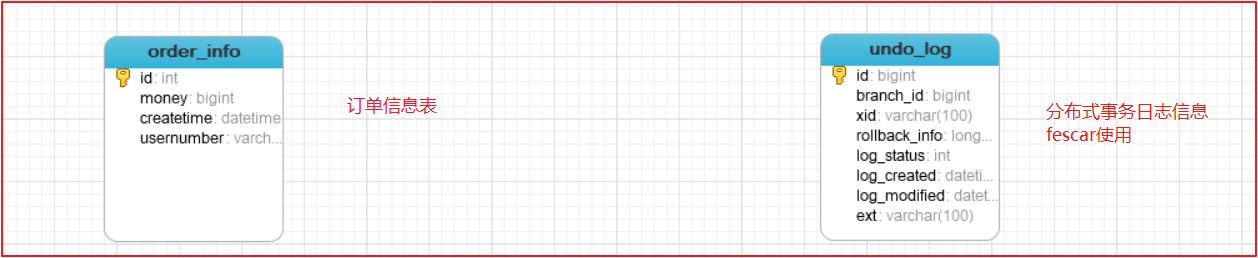 order_info
id: int
money: bigint
createtime: datetime
usernumber: varch...
订单信息表
undo_log
id: bigint
branch_id: bigint
xid: varchar(100)
rollback_info: long...
log_status: int
log_created: dateti...
log_modified: datet...
ext: varchar(100)
分布式事务日志信息
fescar使用